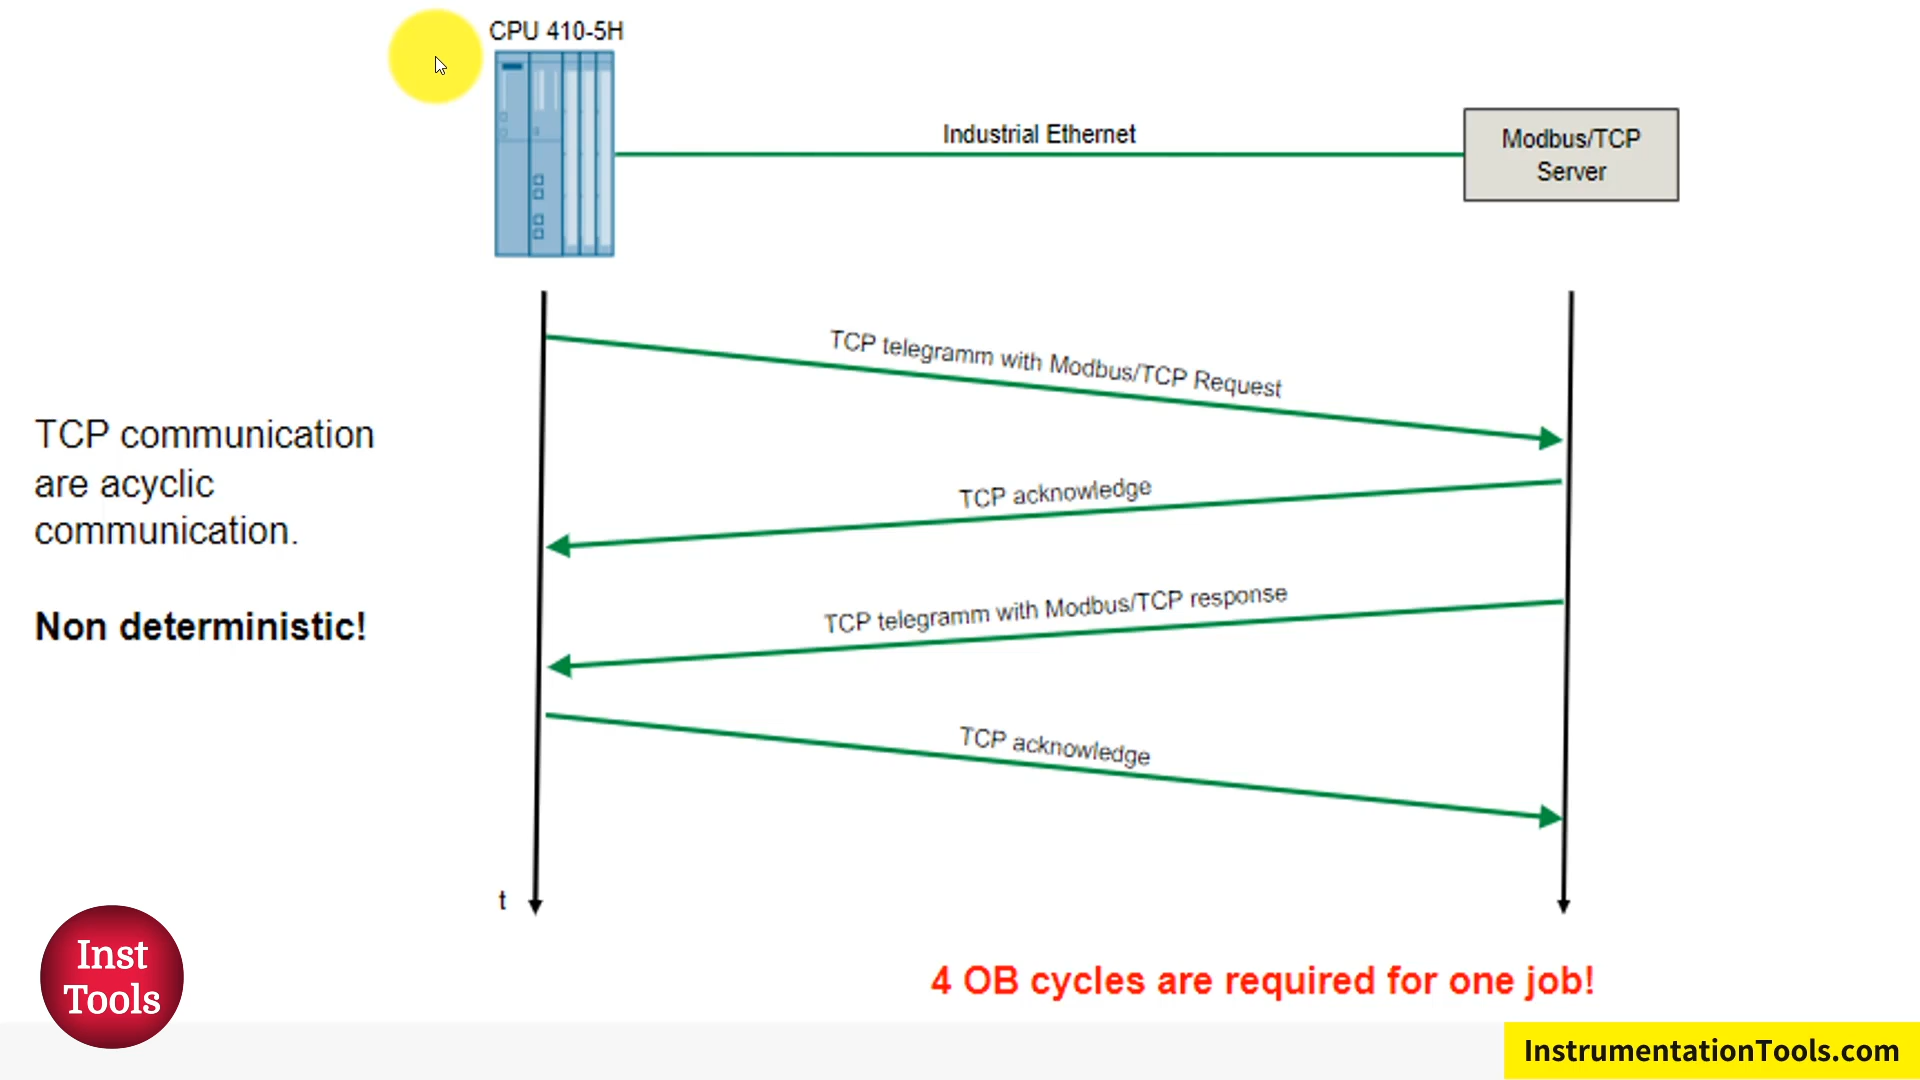 CPU 410-5H
Industrial Ethernet
Modbus/TCP
Server
TCP telegramm with Modbus/TCP Request
TCP communication
are acyclic
communication.
TCP acknowledge
TCP telegramm with Modbus/TCP response
Non deterministic!
TCP acknowledge
t
Inst
Tools
4 OB cycles are required for one job!
InstrumentationTools.com